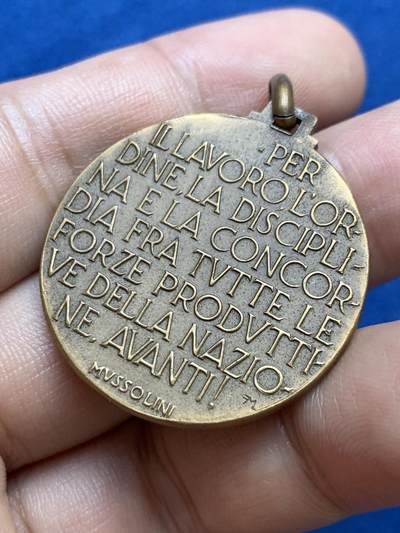 PER
IL LAVORO L'OR-
DINE, LA DISCIPLI-
NA E LA CONCOR-
DIA FRA TVTTE LE
FORZE PRODVTTI-
VE DELLA NAZIO-
NE, AVANTI!
MVSSOLINI